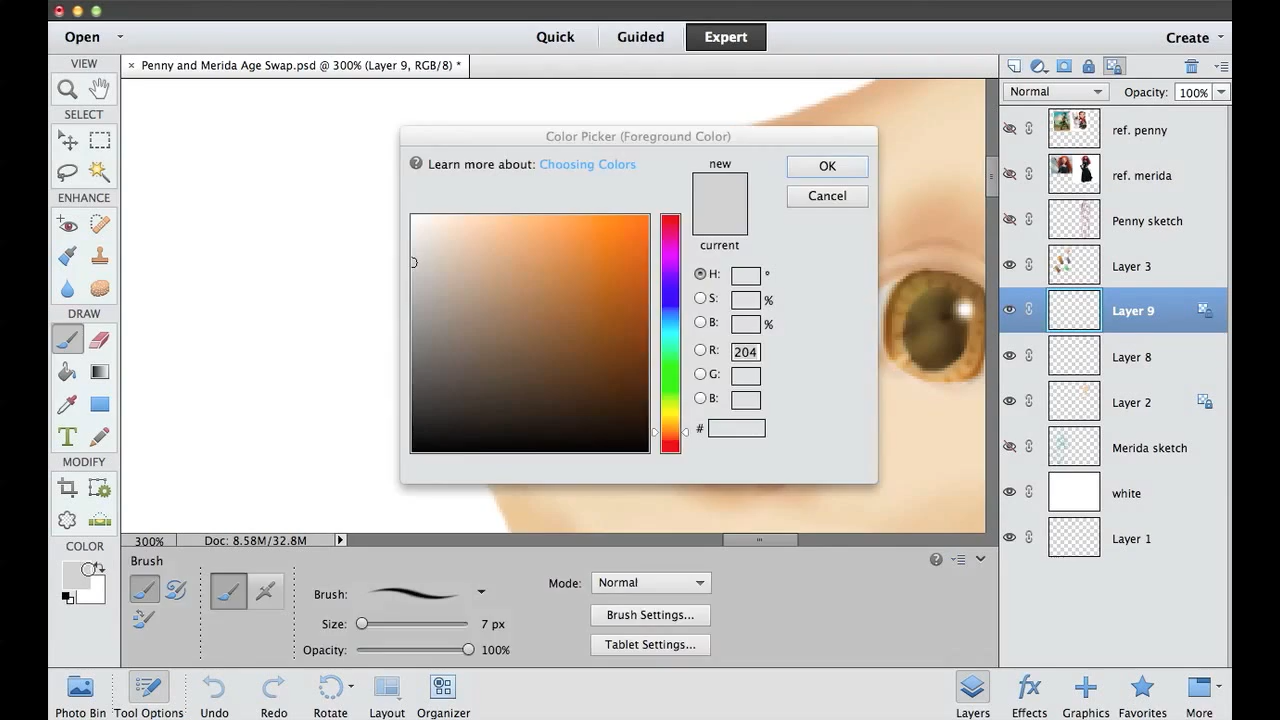 Open
Quick
Guided
Expert
Create
VIEW
× Penny and Merida Age Swap.psd @ 300% (Layer 9, RGB/8) *
SELECT
ENHANCE
DRAW
MODIFY
COLOR
Color Picker (Foreground Color)
? Learn more about: Choosing Colors
new
OK
Cancel
current
H: °
S: %
B: %
R: 204
G:
B:
#
Normal
Opacity: 100%
ref. penny
ref. merida
Penny sketch
Layer 3
Layer 9
Layer 8
Layer 2
Merida sketch
white
Layer 1
300%
Doc: 8.58M/32.8M
Brush
Brush:
Size: 7 px
Opacity: 100%
Mode: Normal
Brush Settings...
Tablet Settings...
Photo Bin
Tool Options
Undo
Redo
Rotate
Layout
Organizer
Layers
Effects
Graphics
Favorites
More